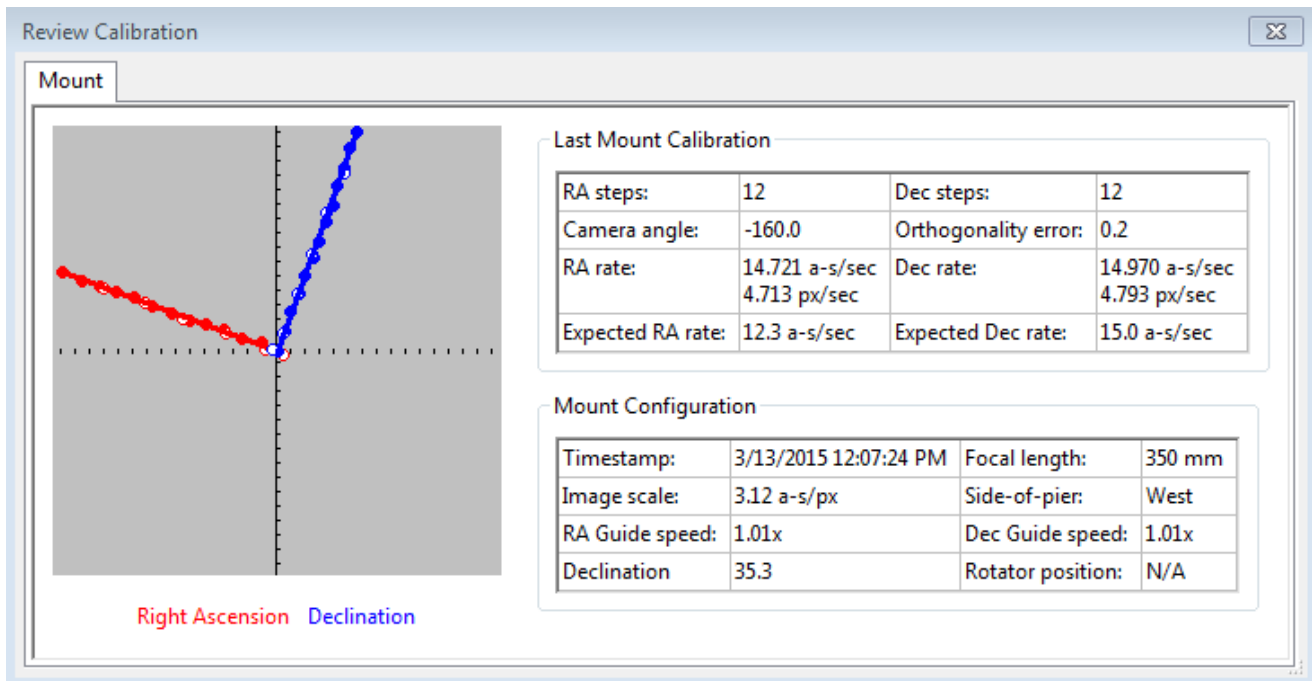 Review Calibration
Mount
Right Ascension Declination
Last Mount Calibration
RA steps: 12 Dec steps: 12
Camera angle: -160.0 Orthogonality error: 0.2
RA rate: 14.721 a-s/sec Dec rate: 14.970 a-s/sec
4.713 px/sec 4.793 px/sec
Expected RA rate: 12.3 a-s/sec Expected Dec rate: 15.0 a-s/sec
Mount Configuration
Timestamp: 3/13/2015 12:07:24 PM Focal length: 350 mm
Image scale: 3.12 a-s/px Side-of-pier: West
RA Guide speed: 1.01x Dec Guide speed: 1.01x
Declination 35.3 Rotator position: N/A